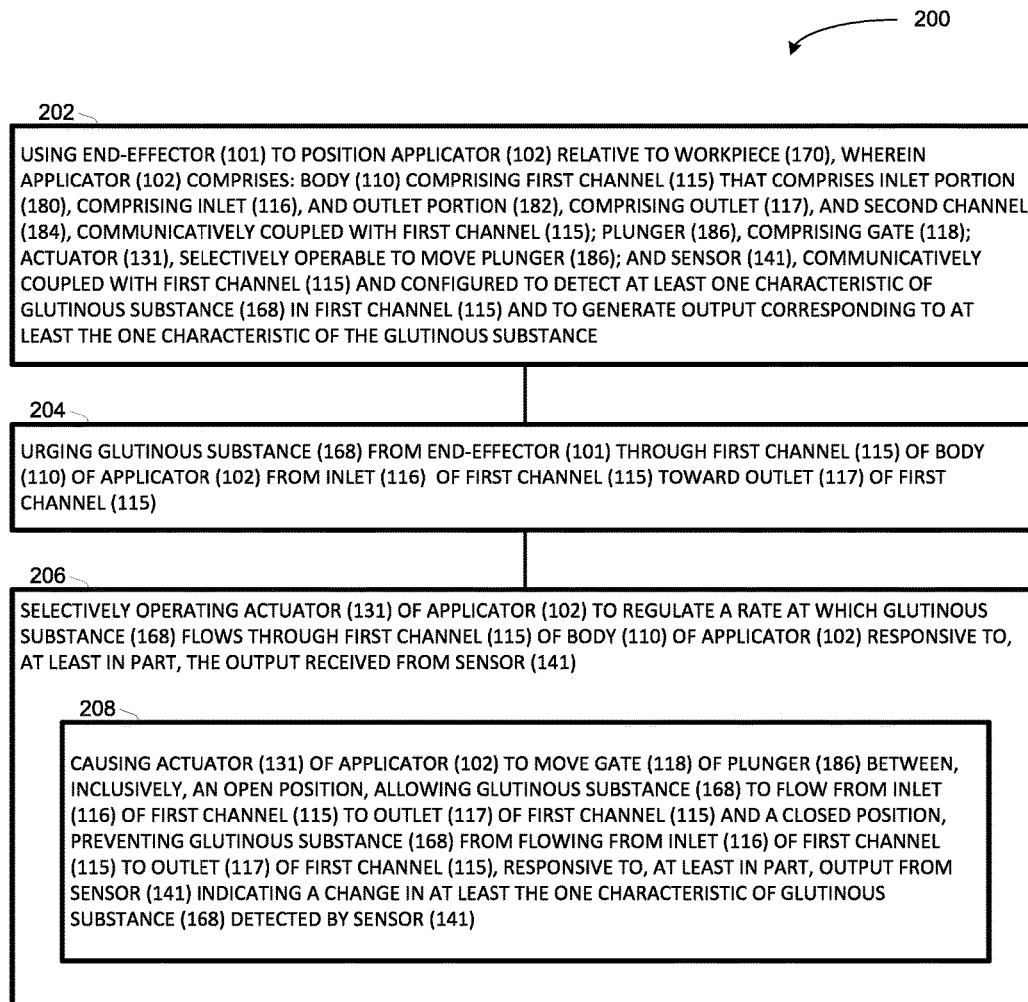 200
202
USING END-EFFECTOR (101) TO POSITION APPLICATOR (102) RELATIVE TO WORKPIECE (170), WHEREIN
APPLICATOR (102) COMPRISES: BODY (110) COMPRISING FIRST CHANNEL (115) THAT COMPRISES INLET PORTION
(180), COMPRISING INLET (116), AND OUTLET PORTION (182), COMPRISING OUTLET (117), AND SECOND CHANNEL
(184), COMMUNICATIVELY COUPLED WITH FIRST CHANNEL (115); PLUNGER (186), COMPRISING GATE (118);
ACTUATOR (131), SELECTIVELY OPERABLE TO MOVE PLUNGER (186); AND SENSOR (141), COMMUNICATIVELY
COUPLED WITH FIRST CHANNEL (115) AND CONFIGURED TO DETECT AT LEAST ONE CHARACTERISTIC OF
GLUTINOUS SUBSTANCE (168) IN FIRST CHANNEL (115) AND TO GENERATE OUTPUT CORRESPONDING TO AT
LEAST THE ONE CHARACTERISTIC OF THE GLUTINOUS SUBSTANCE
204
URGING GLUTINOUS SUBSTANCE (168) FROM END-EFFECTOR (101) THROUGH FIRST CHANNEL (115) OF BODY
(110) OF APPLICATOR (102) FROM INLET (116) OF FIRST CHANNEL (115) TOWARD OUTLET (117) OF FIRST
CHANNEL (115)
206
SELECTIVELY OPERATING ACTUATOR (131) OF APPLICATOR (102) TO REGULATE A RATE AT WHICH GLUTINOUS
SUBSTANCE (168) FLOWS THROUGH FIRST CHANNEL (115) OF BODY (110) OF APPLICATOR (102) RESPONSIVE TO,
AT LEAST IN PART, THE OUTPUT RECEIVED FROM SENSOR (141)
208
CAUSING ACTUATOR (131) OF APPLICATOR (102) TO MOVE GATE (118) OF PLUNGER (186) BETWEEN,
INCLUSIVELY, AN OPEN POSITION, ALLOWING GLUTINOUS SUBSTANCE (168) TO FLOW FROM INLET
(116) OF FIRST CHANNEL (115) TO OUTLET (117) OF FIRST CHANNEL (115) AND A CLOSED POSITION,
PREVENTING GLUTINOUS SUBSTANCE (168) FROM FLOWING FROM INLET (116) OF FIRST CHANNEL
(115) TO OUTLET (117) OF FIRST CHANNEL (115), RESPONSIVE TO, AT LEAST IN PART, OUTPUT FROM
SENSOR (141) INDICATING A CHANGE IN AT LEAST THE ONE CHARACTERISTIC OF GLUTINOUS
SUBSTANCE (168) DETECTED BY SENSOR (141)